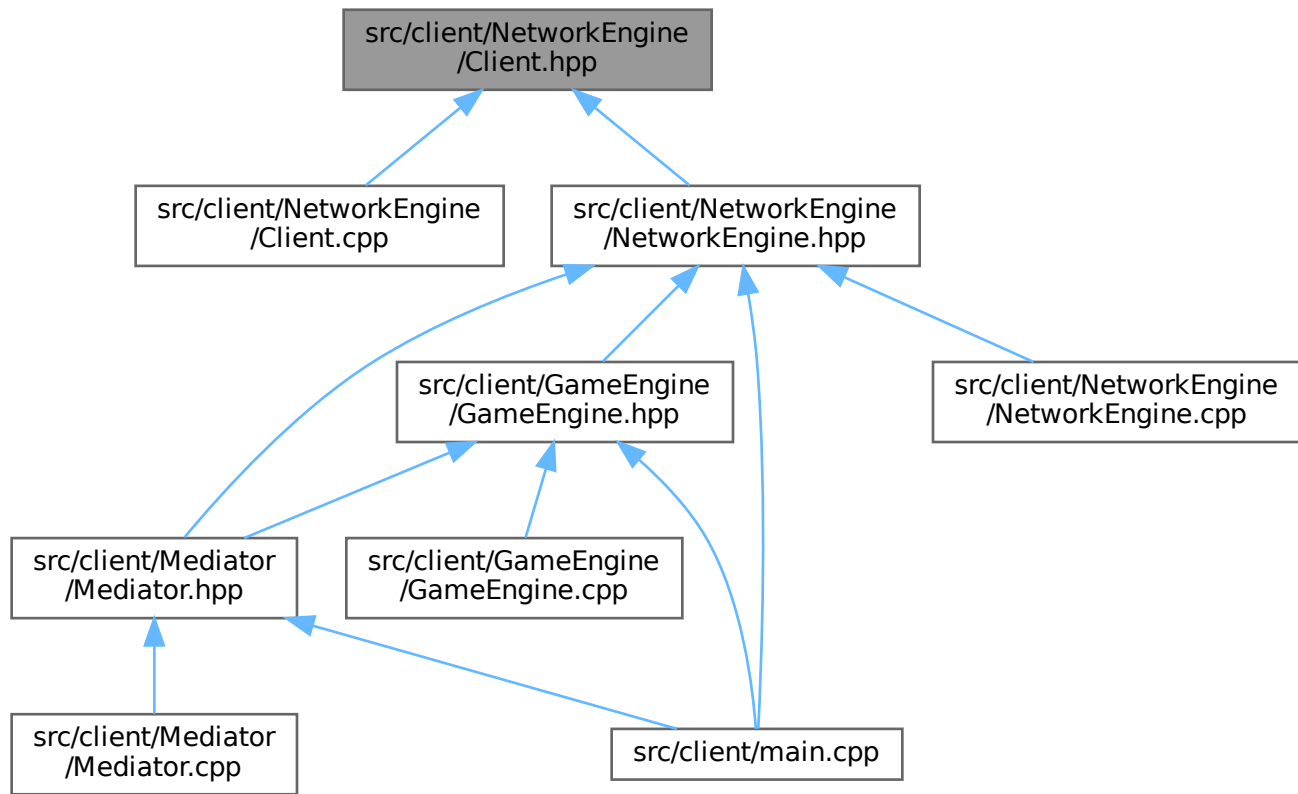 src/client/NetworkEngine
/Client.hpp
src/client/NetworkEngine
/Client.cpp
src/client/NetworkEngine
/NetworkEngine.hpp
src/client/GameEngine
/GameEngine.hpp
src/client/NetworkEngine
/NetworkEngine.cpp
src/client/Mediator
/Mediator.hpp
src/client/GameEngine
/GameEngine.cpp
src/client/Mediator
/Mediator.cpp
src/client/main.cpp